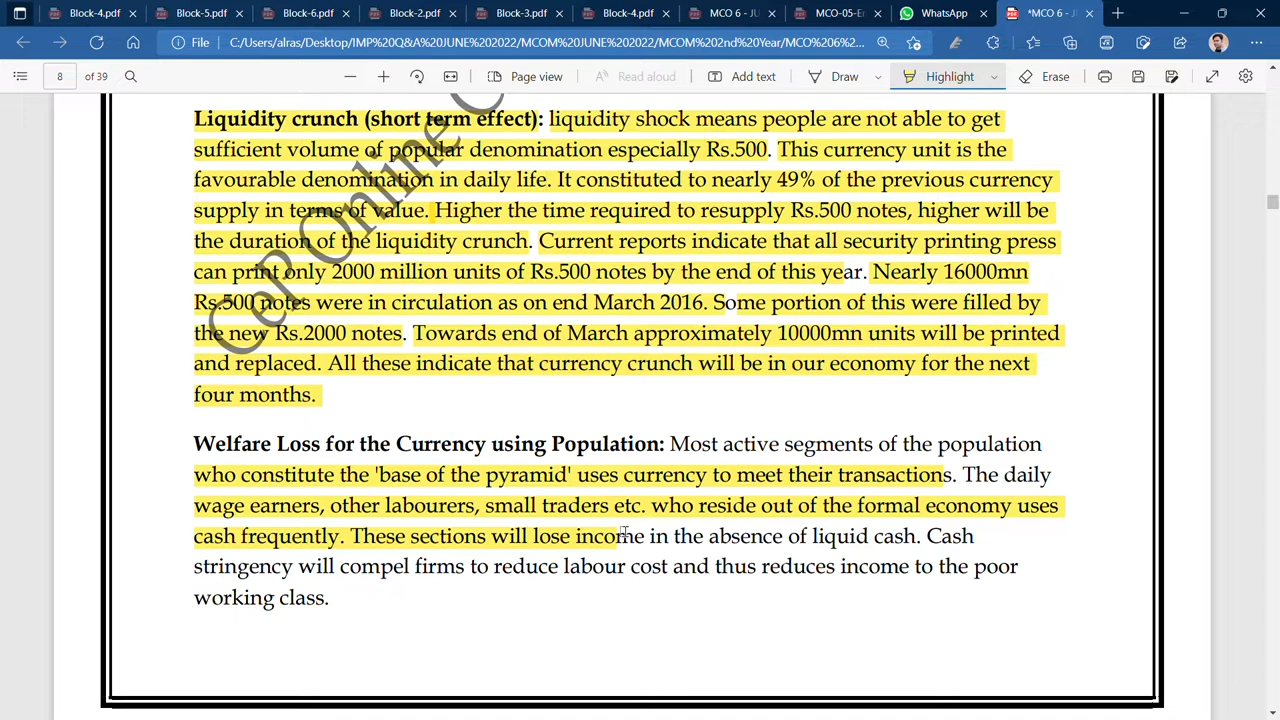 Block-4.pdf
Block-5.pdf
Block-6.pdf
Block-2.pdf
Block-3.pdf
Block-4.pdf
MCO 6 - JU
MCO-05-En
WhatsApp
*MCO 6 - J
File C:/Users/alras/Desktop/IMP%20Q&A%20JUNE%202022/MCOM%20JUNE%202022/MCOM%202nd%20Year/MCO%206%2...
8 of 39 Page view Read aloud Add text Draw Highlight Erase
Liquidity crunch (short term effect): liquidity shock means people are not able to get
sufficient volume of popular denomination especially Rs.500. This currency unit is the
favourable denomination in daily life. It constituted to nearly 49% of the previous currency
supply in terms of value. Higher the time required to resupply Rs.500 notes, higher will be
the duration of the liquidity crunch. Current reports indicate that all security printing press
can print only 2000 million units of Rs.500 notes by the end of this year. Nearly 16000mn
Rs.500 notes were in circulation as on end March 2016. Some portion of this were filled by
the new Rs.2000 notes. Towards end of March approximately 10000mn units will be printed
and replaced. All these indicate that currency crunch will be in our economy for the next
four months.
Welfare Loss for the Currency using Population: Most active segments of the population
who constitute the 'base of the pyramid' uses currency to meet their transactions. The daily
wage earners, other labourers, small traders etc. who reside out of the formal economy uses
cash frequently. These sections will lose income in the absence of liquid cash. Cash
stringency will compel firms to reduce labour cost and thus reduces income to the poor
working class.
CeP Online C